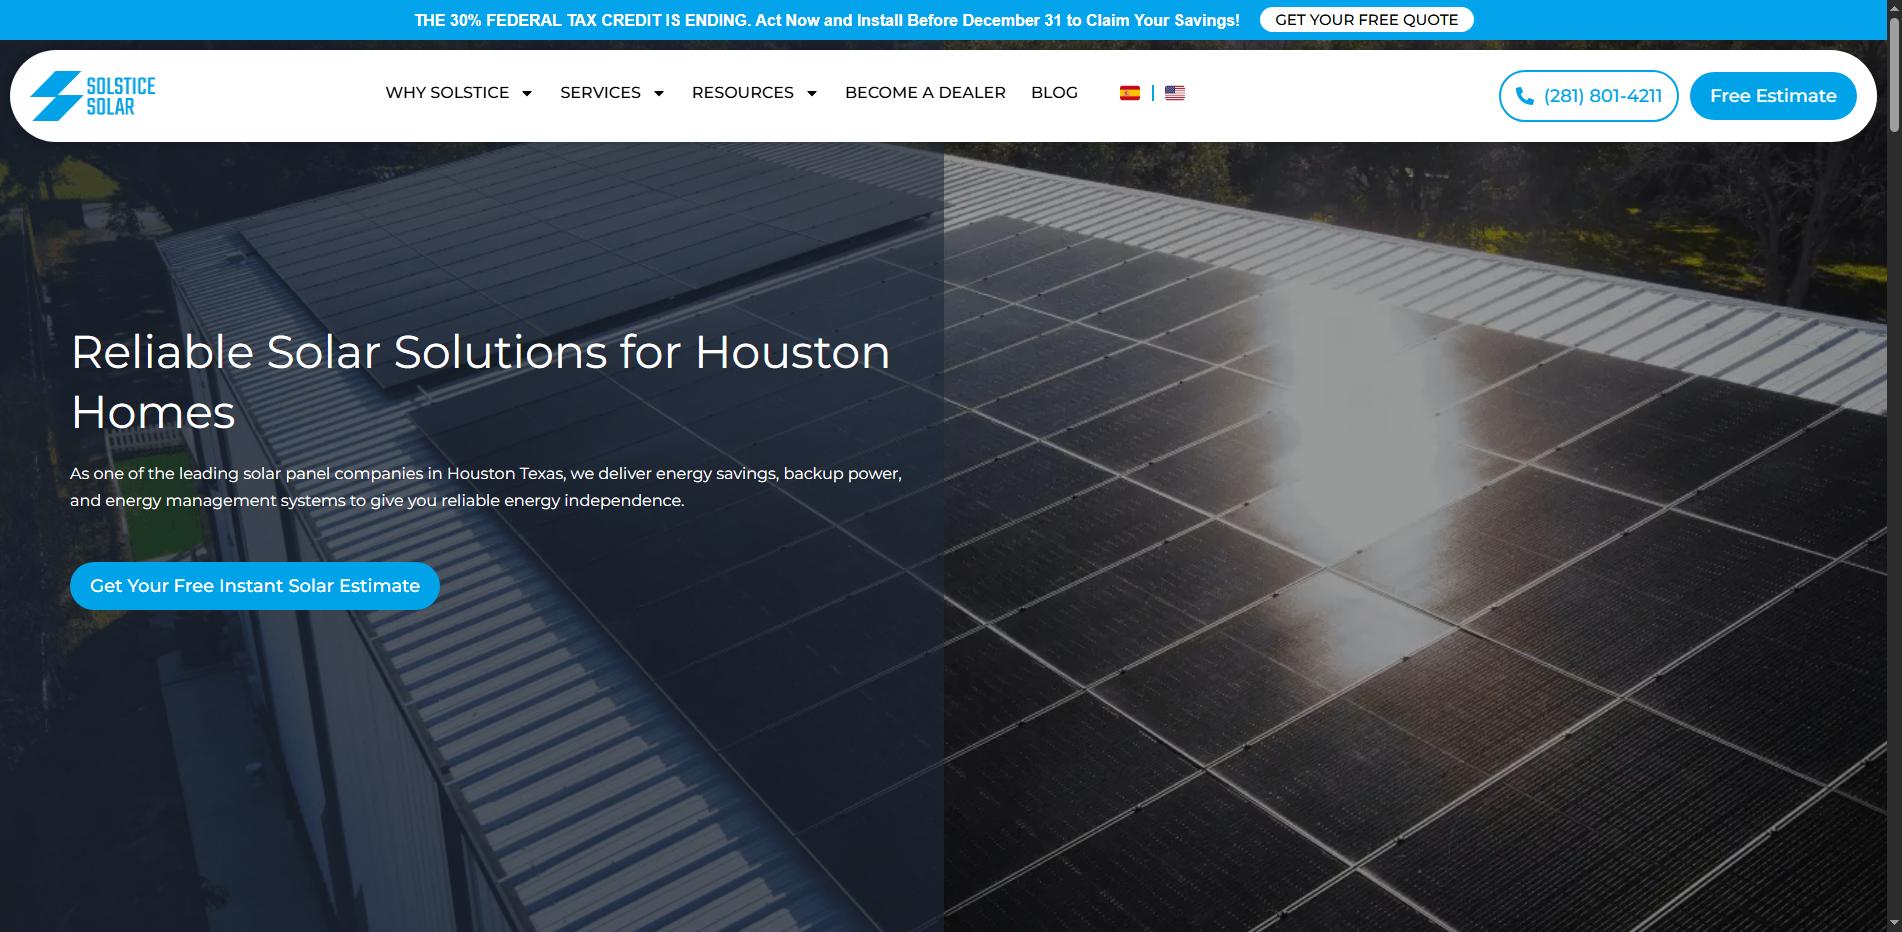 THE 30% FEDERAL TAX CREDIT IS ENDING. Act Now and Install Before December 31 to Claim Your Savings! GET YOUR FREE QUOTE
SOLSTICE
SOLAR
WHY SOLSTICE SERVICES RESOURCES BECOME A DEALER BLOG | (281) 801-4211 Free Estimate
Reliable Solar Solutions for Houston
Homes
As one of the leading solar panel companies in Houston Texas, we deliver energy savings, backup power,
and energy management systems to give you reliable energy independence.
Get Your Free Instant Solar Estimate